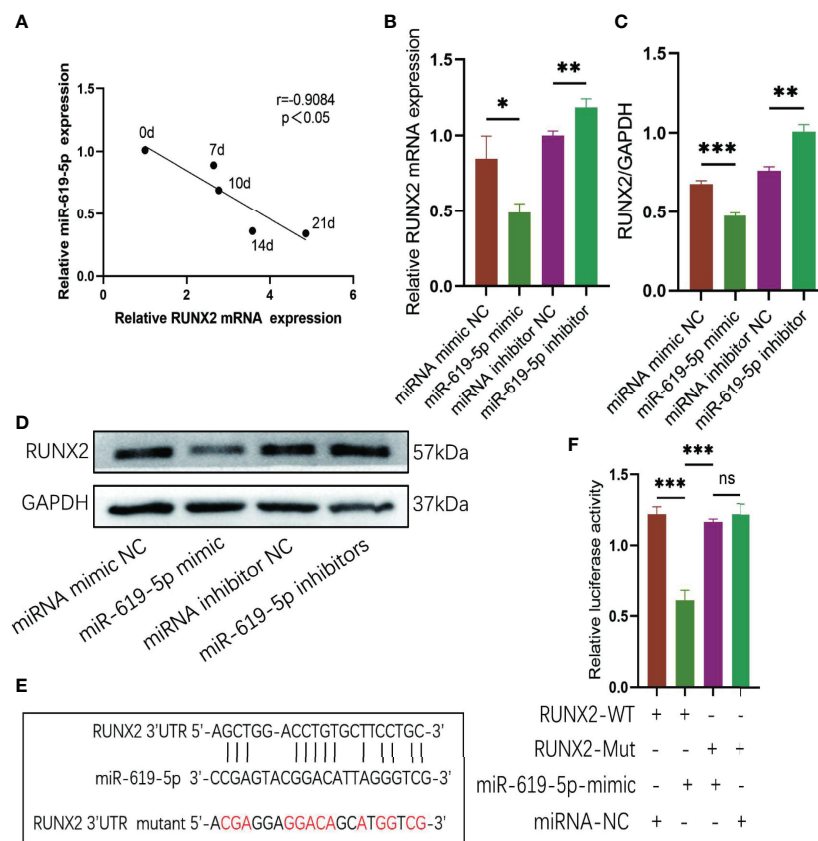 A
Relative miR-619-5p expression
1.5
1.0
0.5
0.0
0
2
4
6
0d
7d
10d
14d
21d
r=-0.9084
p<0.05
Relative RUNX2 mRNA expression
B
Relative RUNX2 mRNA expression
1.5
1.0
0.5
0.0
*
**
miRNA mimic NC
miR-619-5p mimic
miRNA inhibitor NC
miR-619-5p inhibitor
C
RUNX2/GAPDH
1.5
1.0
0.5
0.0
***
**
miRNA mimic NC
miR-619-5p mimic
miRNA inhibitor NC
miR-619-5p inhibitor
D
RUNX2 57kDa
GAPDH 37kDa
miRNA mimic NC
miR-619-5p mimic
miRNA inhibitor NC
miR-619-5p inhibitors
E
RUNX2 3'UTR 5'-AGCTGG-ACCTGTGCTTCCTGC-3'
miR-619-5p 3'-CCGAGTACGGACATTAGGGTCG-3'
RUNX2 3'UTR mutant 5'-ACGAGGAGGACAGCATGGTCG-3'
F
Relative luciferase activity
1.5
1.0
0.5
0.0
***
***
ns
RUNX2-WT + + - -
RUNX2-Mut - - + +
miR-619-5p-mimic - + + -
miRNA-NC + - - +